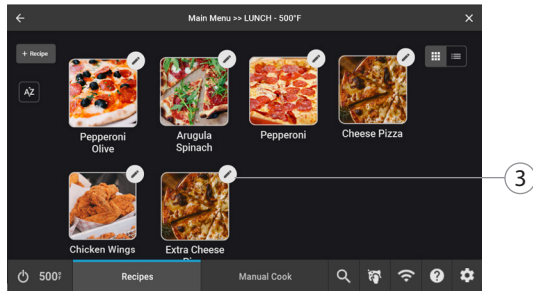 Main Menu >> LUNCH - 500°F
+ Recipe
AZ
Pepperoni
Olive
Arugula
Spinach
Pepperoni
Cheese Pizza
3
Chicken Wings
Extra Cheese
500°F
Recipes
Manual Cook
?